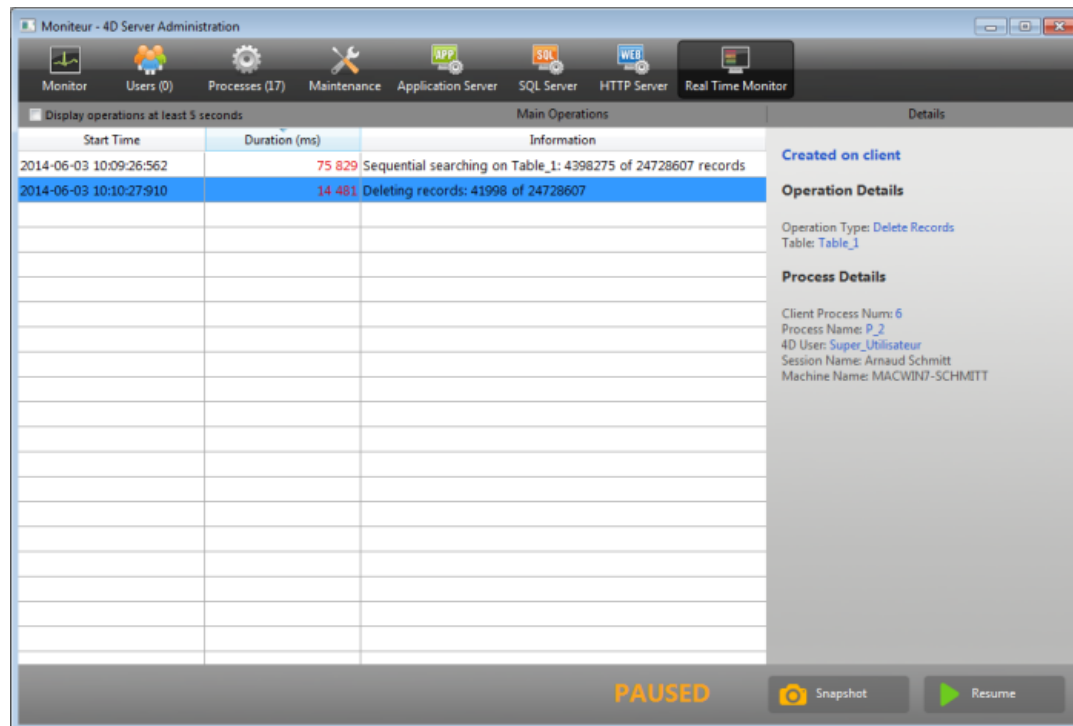 Moniteur - 4D Server Administration
Monitor Users (0) Processes (17) Maintenance Application Server SQL Server HTTP Server Real Time Monitor
APP SQL WEB
Display operations at least 5 seconds Main Operations Details
Start Time Duration (ms) Information
2014-06-03 10:09:26:562 75 829 Sequential searching on Table_1: 4398275 of 24728607 records
2014-06-03 10:10:27:910 14 481 Deleting records: 41998 of 24728607
Created on client
Operation Details
Operation Type: Delete Records
Table: Table_1
Process Details
Client Process Num: 6
Process Name: P_2
4D User: Super_Utilisateur
Session Name: Arnaud Schmitt
Machine Name: MACWIN7-SCHMITT
PAUSED Snapshot Resume